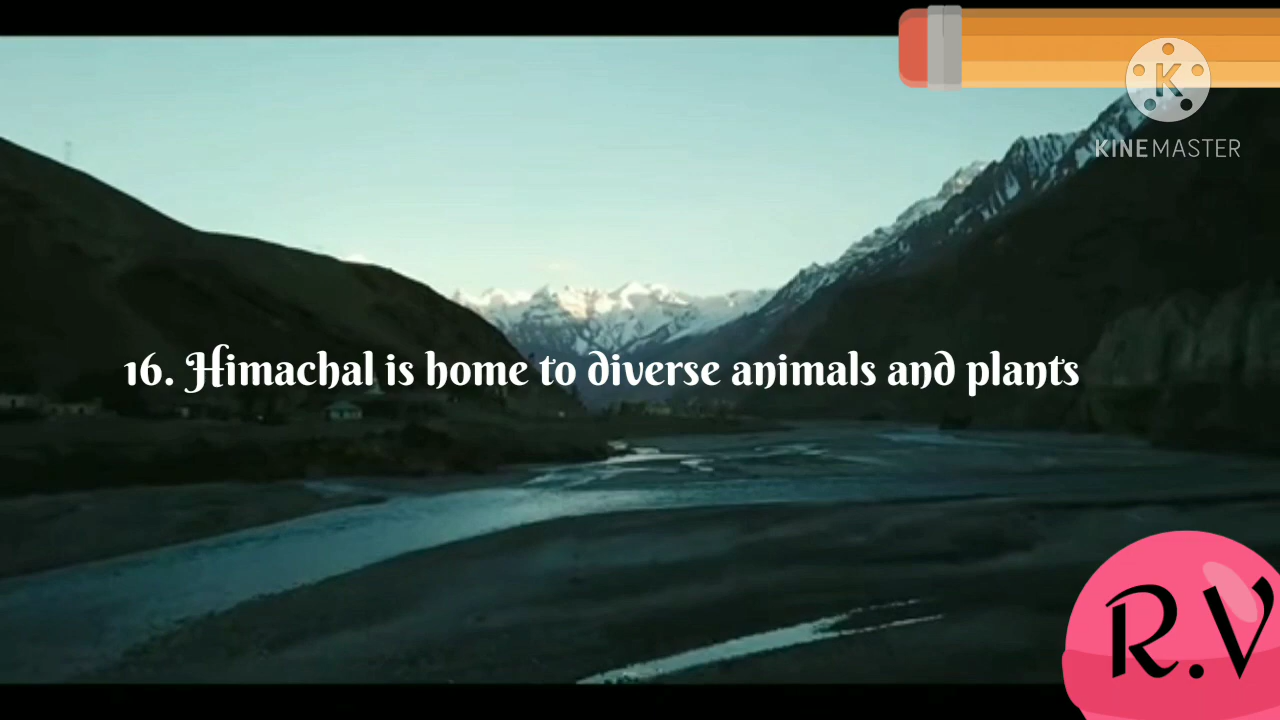 K
KINEMASTER
16. Himachal is home to diverse animals and plants
R.V